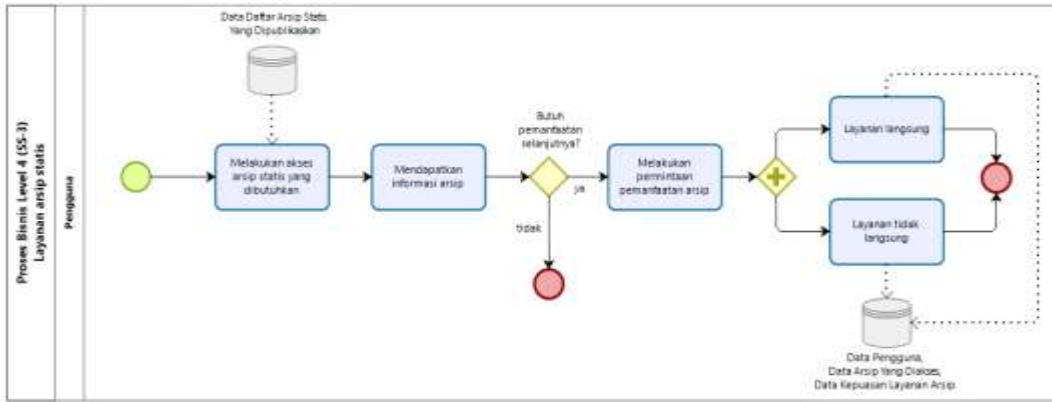 Proses Bisnis Level 4 (SS-3)
Layanan arsip statis
Pengguna
Data Daftar Arsip Stats
Yang Dipublikasikan
Melakukan akses
arsip statis yang
dibutuhkan
Mendapatkan
informasi arsip
Butuh
pemanfaatan
selanjutnya?
ya
tidak
Melakukan
permintaan
pemanfaatan arsip
Layanan langsung
Layanan tidak
langsung
Data Pengguna,
Data Arsip Yang Diakses,
Data Kepuasan Layanan Arsip